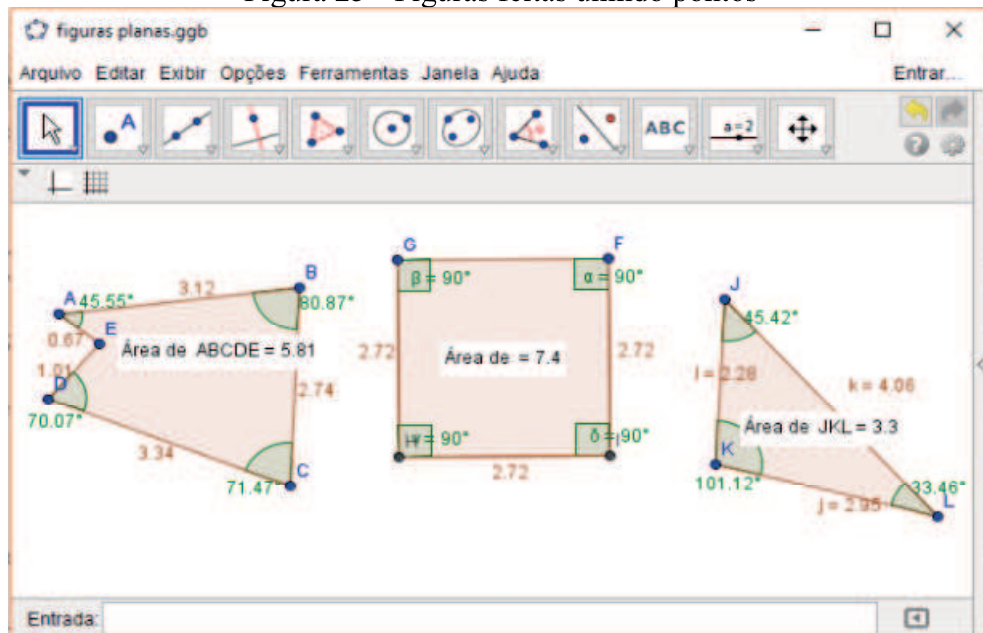 figuras planas.ggb
Arquivo Editar Exibir Opções Ferramentas Janela Ajuda Entrar...
A ABC a=2
G F
β = 90° α = 90°
B J
A 45.55° 3.12 80.87° 45.42°
E
0.67 Área de ABCDE = 5.81 2.72 Área de = 7.4 2.72
1.01 2.74 l = 2.28 k = 4.06
D
70.07° Área de JKL = 3.3
= 90° δ = 90° K
3.34 C 2.72
71.47° 101.12° 33.46°
j = 2.95 L
Entrada: